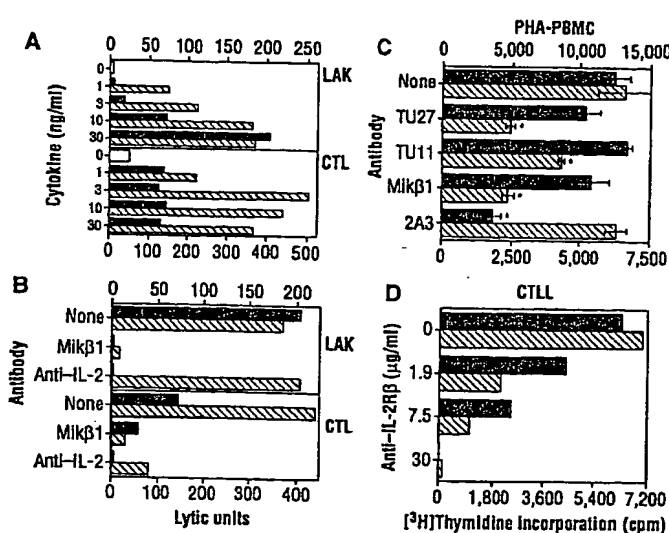 A
0 50 100 150 200 250
Cytokine (ng/ml)
0
1
3
10
30
LAK
0
1
3
10
30
CTL
0 100 200 300 400 500
B
0 50 100 150 200
Antibody
None
Mikβ1
Anti–IL-2
LAK
None
Mikβ1
Anti–IL-2
CTL
0 100 200 300 400
Lytic units
C
PHA-PBMC
0 5,000 10,000 15,000
Antibody
None
TU27
TU11
Mikβ1
2A3
0 2,500 5,000 7,500
D
CTLL
Anti–IL-2Rβ (μg/ml)
0
1.9
7.5
30
0 1,800 3,600 5,400 7,200
[³H]Thymidine incorporation (cpm)